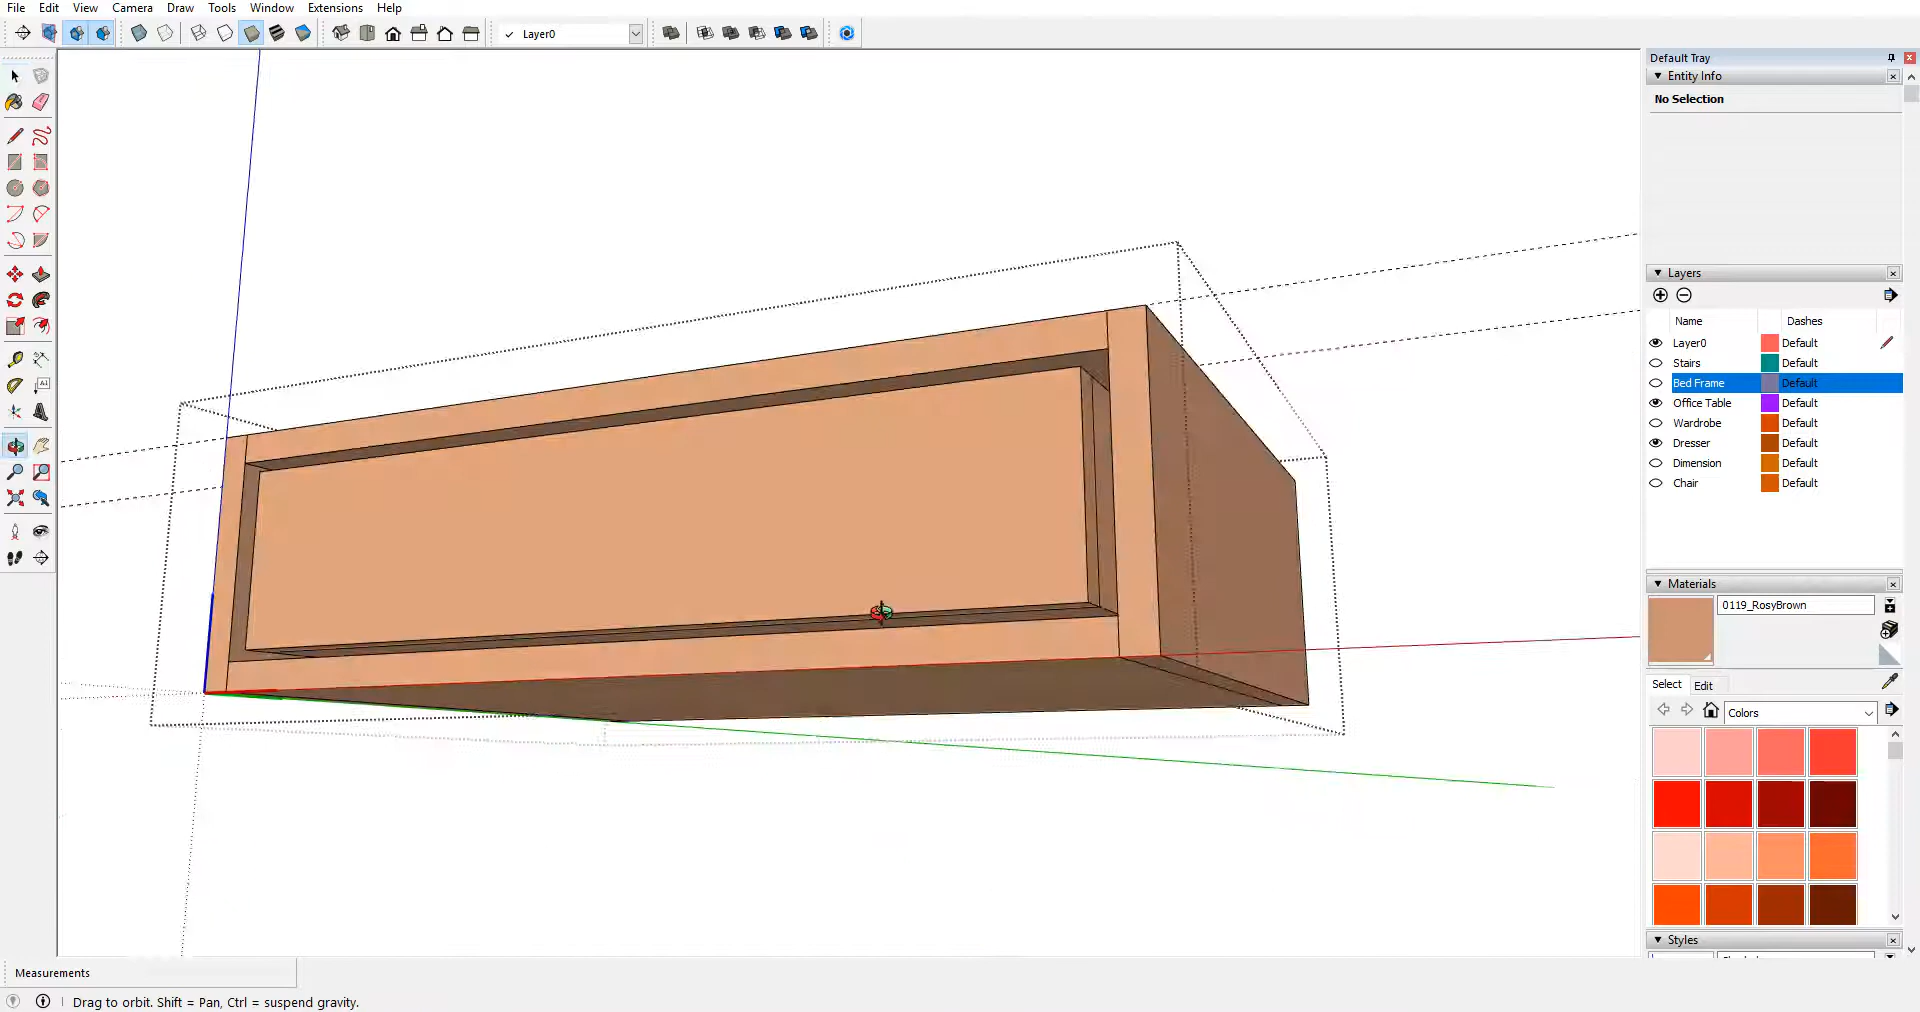 File Edit View Camera Draw Tools Window Extensions Help
✓ Layer0
Default Tray
Entity Info
No Selection
Layers
Name Dashes
Layer0 Default
Stairs Default
Bed Frame Default
Office Table Default
Wardrobe Default
Dresser Default
Dimension Default
Chair Default
Materials
0119_RosyBrown
Select Edit
Colors
Styles
Measurements
Drag to orbit. Shift = Pan, Ctrl = suspend gravity.